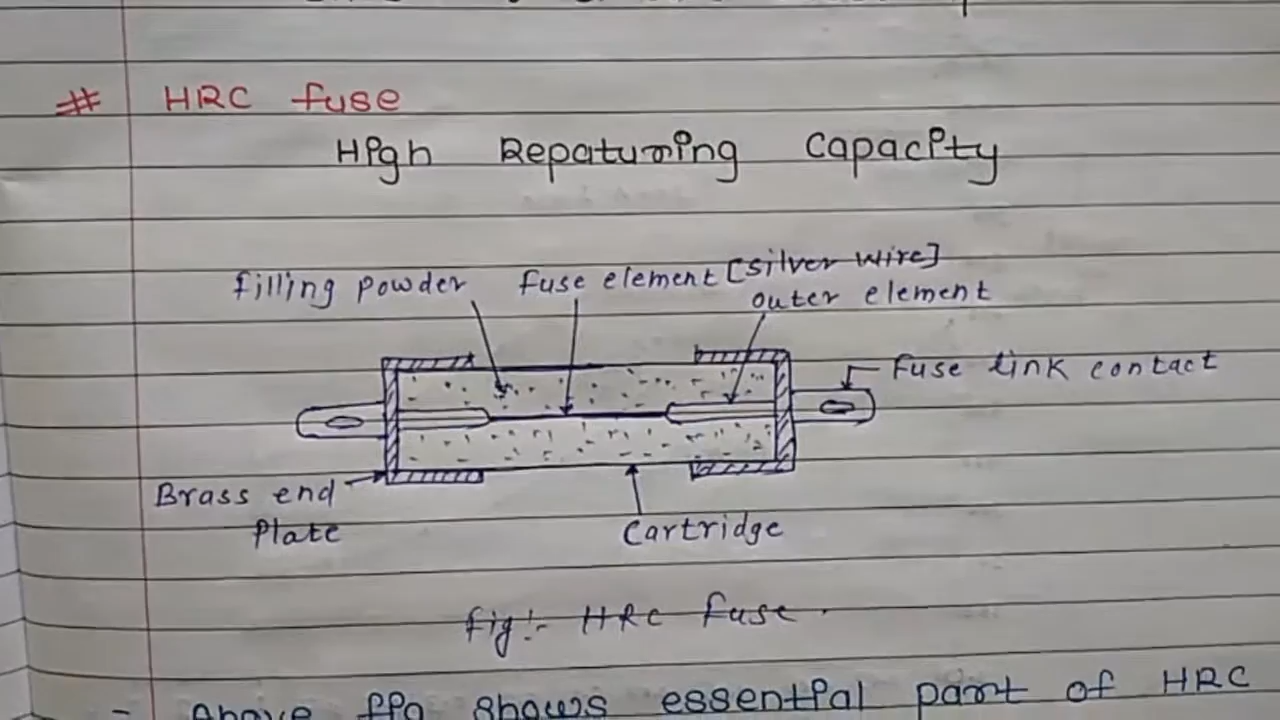 # HRC fuse
High Repaturing Capacity
filling powder fuse element [silver wire]
outer element
Fuse link contact
Brass end
Plate
Cartridge
fig:- HRC fuse.
- Above fig shows essential part of HRC